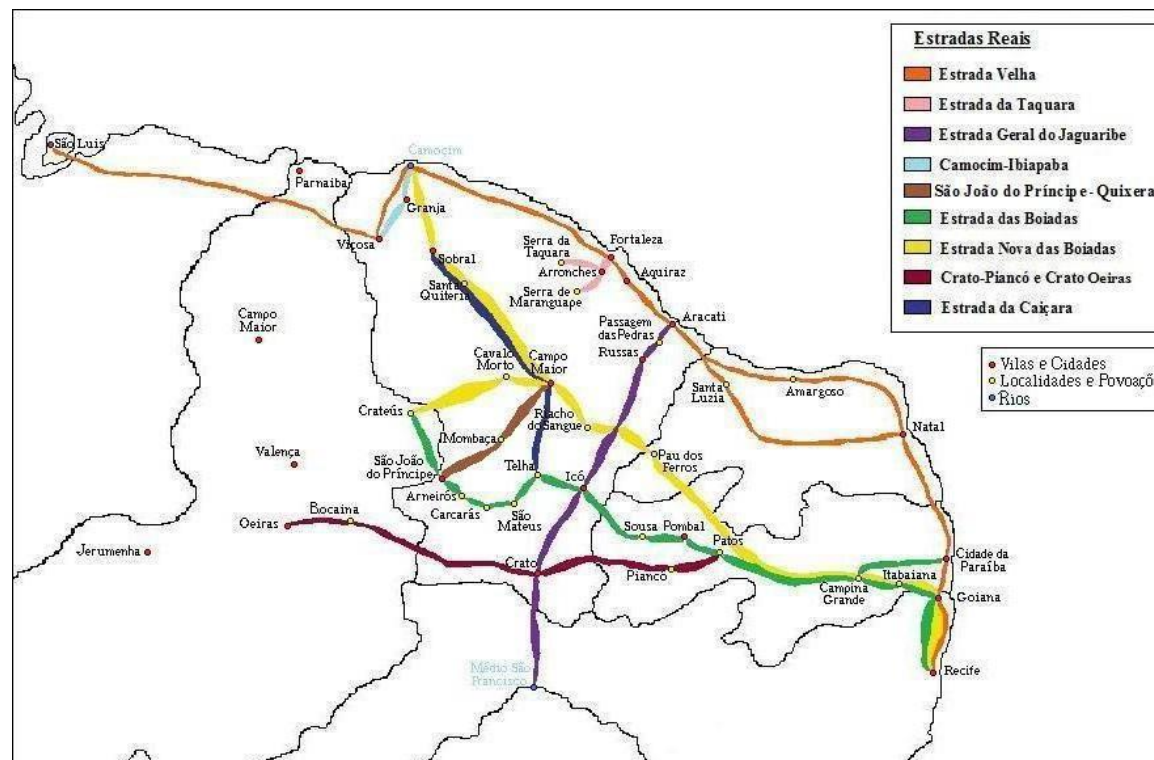 Estradas Reais
Estrada Velha
Estrada da Taquara
Estrada Geral do Jaguaribe
Camocim-Ibiapaba
São João do Príncipe - Quixera
Estrada das Boiadas
Estrada Nova das Boiadas
Crato-Piancó e Crato Oeiras
Estrada da Caiçara
Vilas e Cidades
Localidades e Povoaçõ
Rios
São Luis
Camocim
Parnaiba
Granja
Viçosa
Sobral
Santa
Quiteria
Serra da
Taquara
Fortaleza
Arronches
Aquiraz
Serra de
Maranguape
Campo
Maior
Passagem
das Pedras
Aracati
Russas
Cavalo
Morto
Campo
Maior
Santa
Luzia
Amargoso
Crateús
Riacho
do Sangue
Natal
Mombaça
Valença
São João
do Príncipe
Telha
Icó
Pau dos
Ferros
Arneirós
Carcarás
São
Mateus
Bocaina
Oeiras
Sousa
Pombal
Patos
Jerumenha
Crato
Piancó
Cidade da
Paraíba
Campina
Grande
Itabaiana
Goiana
Médio São
Francisco
Recife